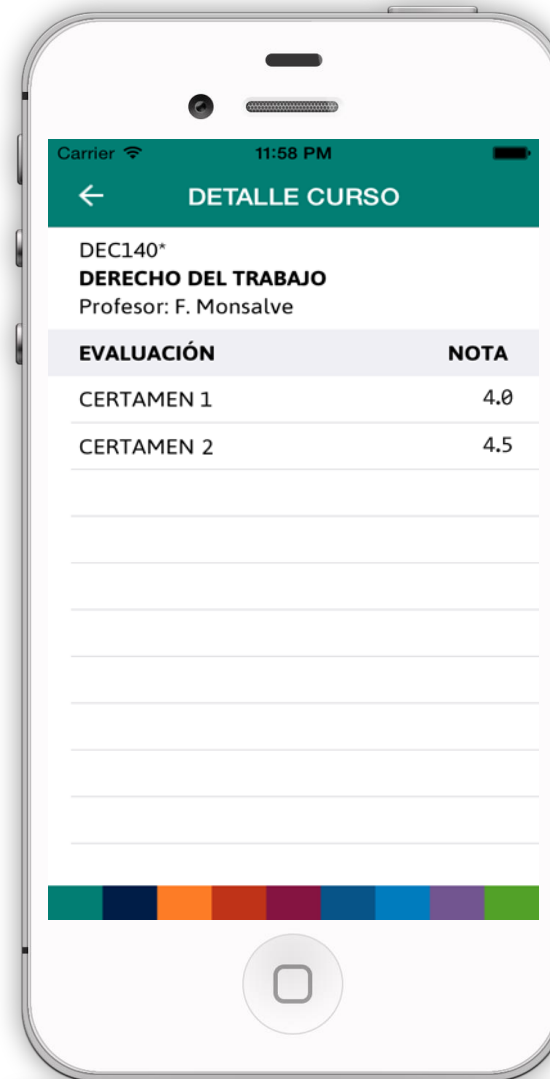 Carrier 11:58 PM
DETALLE CURSO
DEC140*
DERECHO DEL TRABAJO
Profesor: F. Monsalve
EVALUACIÓN NOTA
CERTAMEN 1 4.0
CERTAMEN 2 4.5